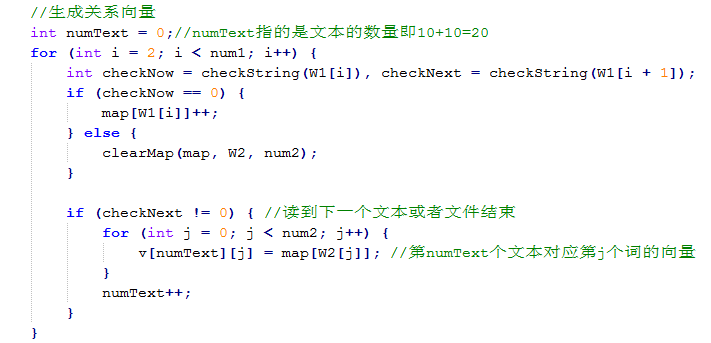 //生成关系向量
int numText = 0;//numText指的是文本的数量即10+10=20
for (int i = 2; i < num1; i++) {
int checkNow = checkString(W1[i]), checkNext = checkString(W1[i + 1]);
if (checkNow == 0) {
map[W1[i]]++;
} else {
clearMap(map, W2, num2);
}
if (checkNext != 0) { //读到下一个文本或者文件结束
for (int j = 0; j < num2; j++) {
v[numText][j] = map[W2[j]]; //第numText个文本对应第j个词的向量
}
numText++;
}
}